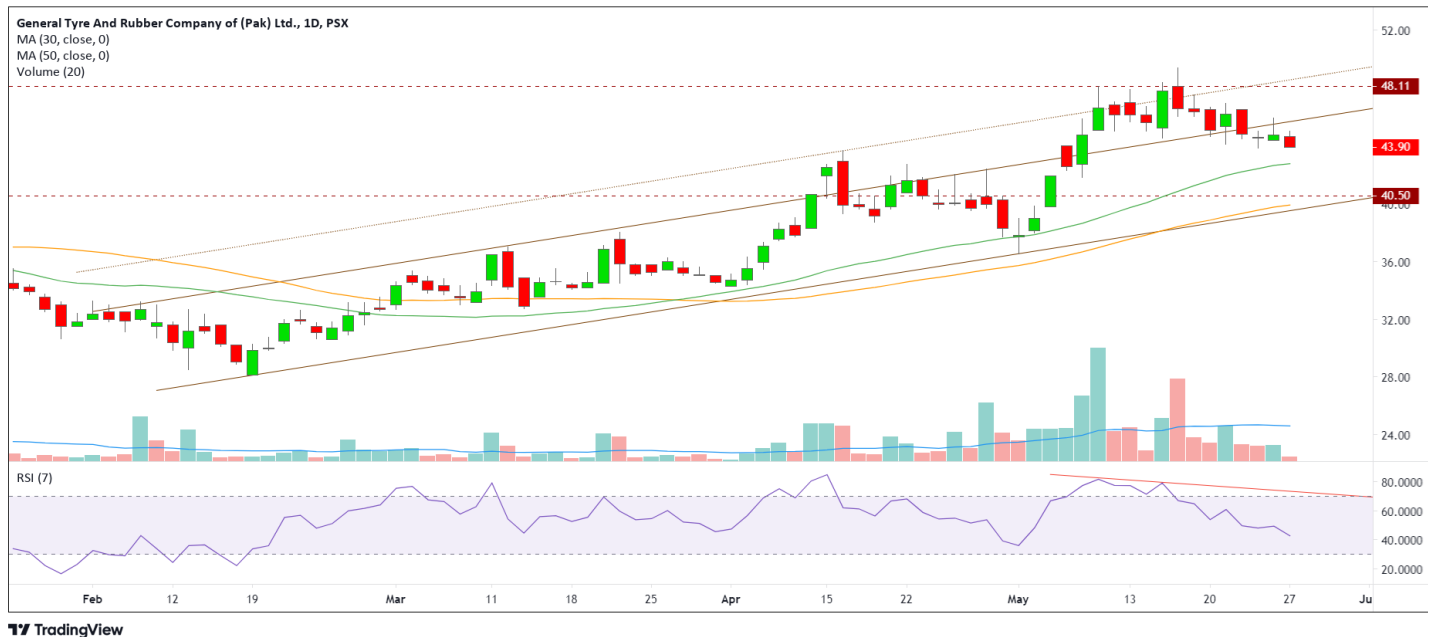 General Tyre And Rubber Company of (Pak) Ltd., 1D, PSX
MA (30, close, 0)
MA (50, close, 0)
Volume (20)
52.00
48.11
43.90
40.50
40.00
36.00
32.00
28.00
24.00
RSI (7)
80.0000
60.0000
40.0000
20.0000
Feb 12 19 Mar 11 18 25 Apr 15 22 May 13 20 27 Ju
TradingView